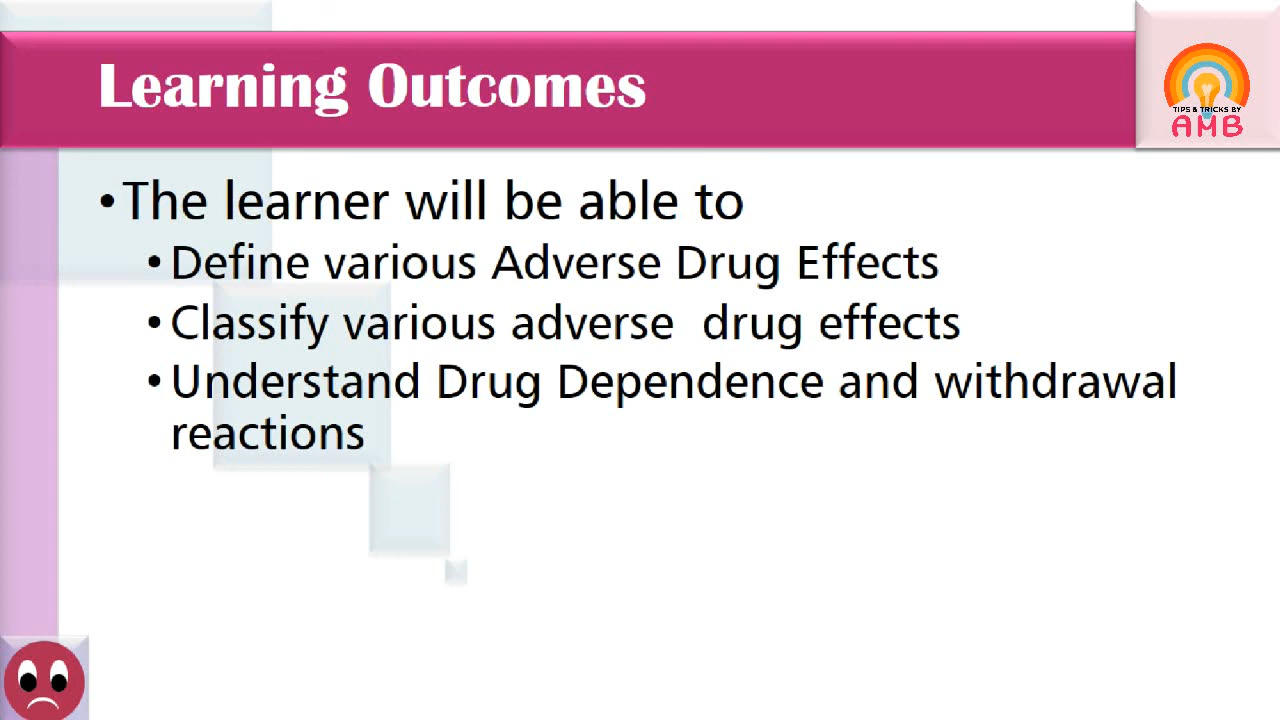 Learning Outcomes
TIPS & TRICKS BY
AMB
•The learner will be able to
•Define various Adverse Drug Effects
•Classify various adverse  drug effects
•Understand Drug Dependence and withdrawal
reactions